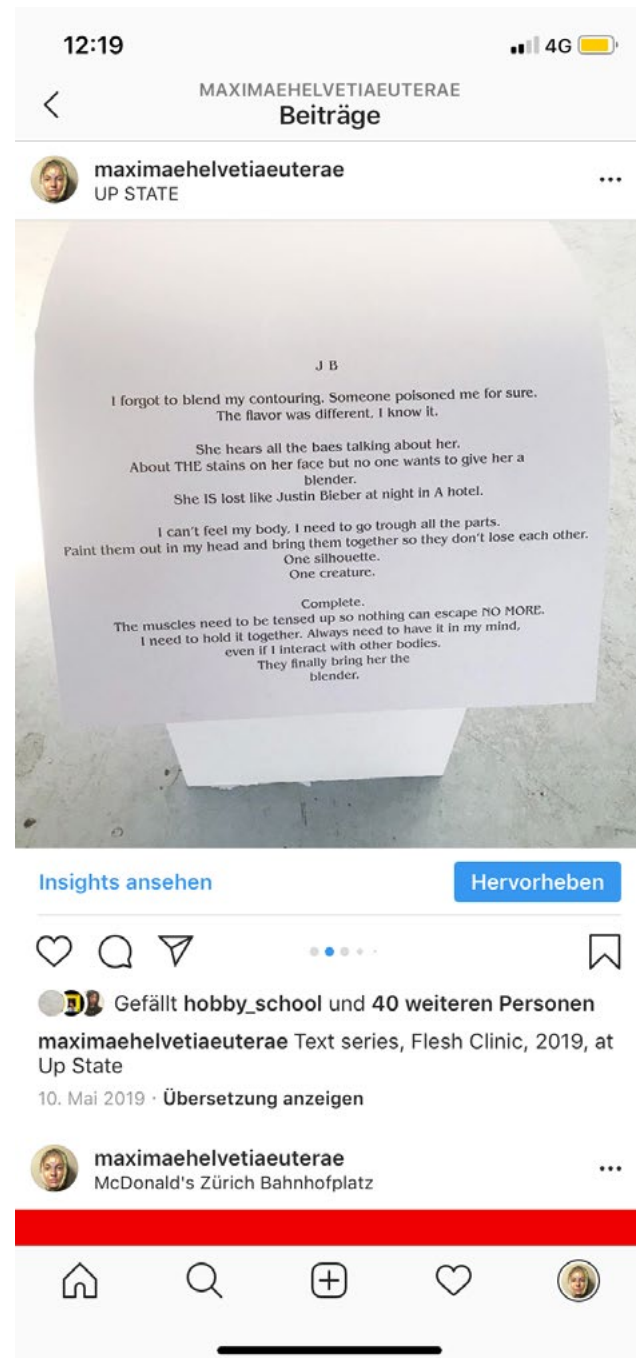 12:19
4G
MAXIMAEHELVETIAEUTERAE
Beiträge
maximaehelvetiaeuterae
UP STATE
J B
I forgot to blend my contouring. Someone poisoned me for sure.
The flavor was different. I know it.
She hears all the baes talking about her.
About THE stains on her face but no one wants to give her a
blender.
She IS lost like Justin Bieber at night in A hotel.
I can't feel my body. I need to go trough all the parts.
Paint them out in my head and bring them together so they don't lose each other.
One silhouette.
One creature.
Complete.
The muscles need to be tensed up so nothing can escape NO MORE.
I need to hold it together. Always need to have it in my mind,
even if I interact with other bodies.
They finally bring her the
blender.
Insights ansehen
Hervorheben
Gefällt hobby_school und 40 weiteren Personen
maximaehelvetiaeuterae Text series, Flesh Clinic, 2019, at
Up State
10. Mai 2019 · Übersetzung anzeigen
maximaehelvetiaeuterae
McDonald's Zürich Bahnhofplatz